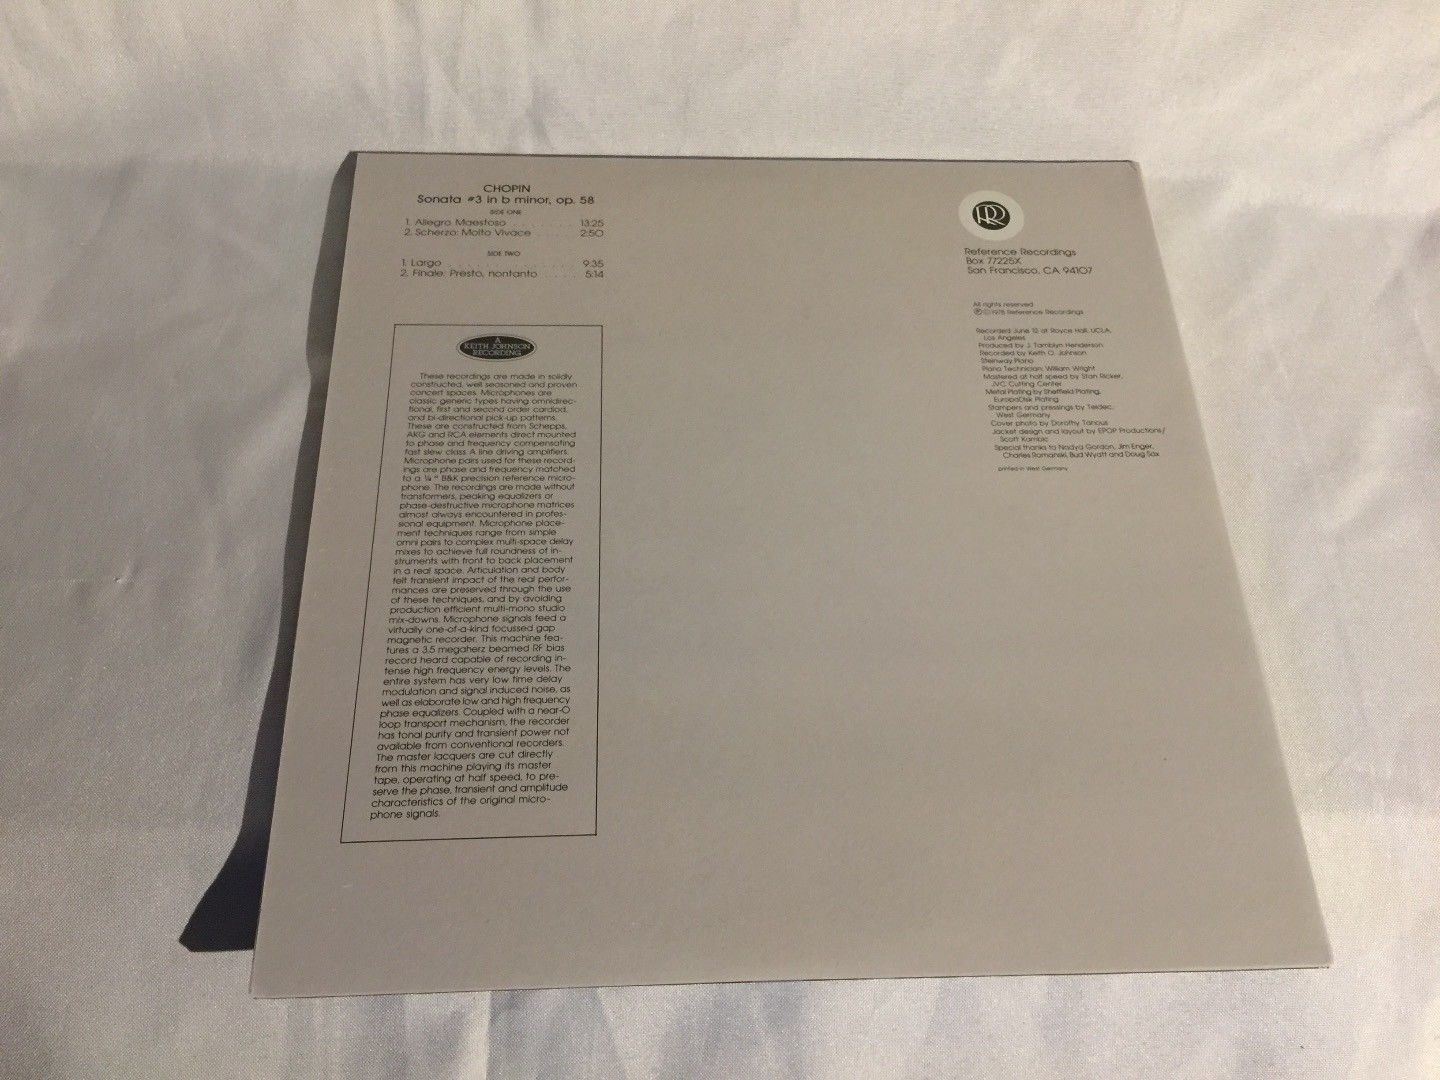 CHOPIN
Sonata #3 in b minor, op. 58
SIDE ONE
1. Allegro Maestoso . . . . . . . . . 13:25
2. Scherzo: Molto Vivace . . . . . . 2:50
SIDE TWO
1. Largo . . . . . . . . . . . . . . . . . 9:35
2. Finale: Presto, nontanto . . . . . 5:14
A
KEITH JOHNSON
RECORDING
These recordings are made in solidly
constructed, well seasoned and proven
concert spaces. Microphones are
classic generic types having omnidirec-
tional, first and second order cardiod,
and bi-directional pick-up patterns.
These are constructed from Schepps,
AKG and RCA elements direct mounted
to phase and frequency compensating
fast slew class A line driving amplifiers.
Microphone pairs used for these record-
ings are phase and frequency matched
to a ¼" B&K precision reference micro-
phone. The recordings are made without
transformers, peaking equalizers or
phase-destructive microphone matrices
almost always encountered in profes-
sional equipment. Microphone place-
ment techniques range from simple
omni pairs to complex multi-space delay
mixes to achieve full roundness of in-
struments with front to back placement
in a real space. Articulation and body
felt transient impact of the real perfor-
mances are preserved through the use
of these techniques, and by avoiding
production efficient multi-mono studio
mix-downs. Microphone signals feed a
virtually one-of-a-kind focussed gap
magnetic recorder. This machine fea-
tures a 3.5 megaherz beamed RF bias
record heard capable of recording in-
tense high frequency energy levels. The
entire system has very low time delay
modulation and signal induced noise, as
well as elaborate low and high frequency
phase equalizers. Coupled with a near-O
loop transport mechanism, the recorder
has tonal purity and transient power not
available from conventional recorders.
The master lacquers are cut directly
from this machine playing its master
tape, operating at half speed, to pre-
serve the phase, transient and amplitude
characteristics of the original micro-
phone signals.
RR
Reference Recordings
Box 77225X
San Francisco, CA 94107
All rights reserved
℗ © 1978 Reference Recordings
Recorded June 12 at Royce Hall, UCLA,
Los Angeles
Produced by J. Tamblyn Henderson
Recorded by Keith O. Johnson
Steinway Piano
Piano Technician: William Wright
Mastered at half speed by Stan Ricker,
JVC Cutting Center
Metal Plating by Sheffield Plating,
EuropaDisk Plating
Stampers and pressings by Teldec,
West Germany
Cover photo by Dorothy Tanous
Jacket design and layout by EPOP Productions/
Scott Kambic
Special thanks to Nadya Gordon, Jim Enger,
Charles Romanski, Bud Wyatt and Doug Sax
printed in West Germany